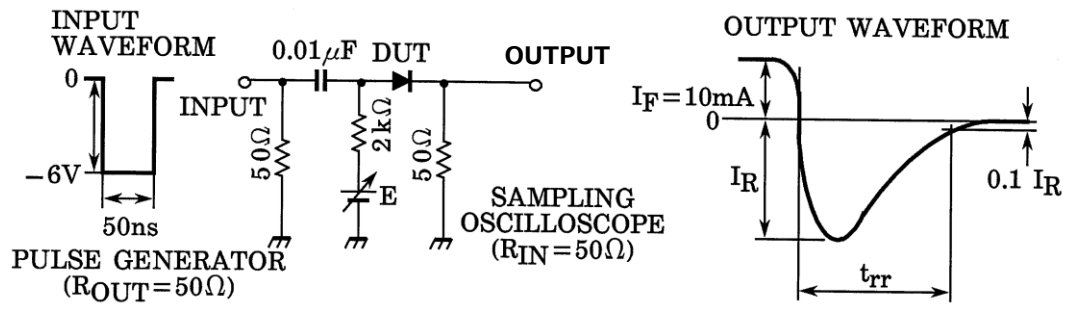 INPUT
WAVEFORM
0
−6V
50ns
PULSE GENERATOR
(ROUT=50Ω)
0.01μF
DUT
OUTPUT
INPUT
50Ω
2kΩ
E
50Ω
SAMPLING
OSCILLOSCOPE
(RIN=50Ω)
OUTPUT WAVEFORM
IF=10mA
0
IR
0.1 IR
trr